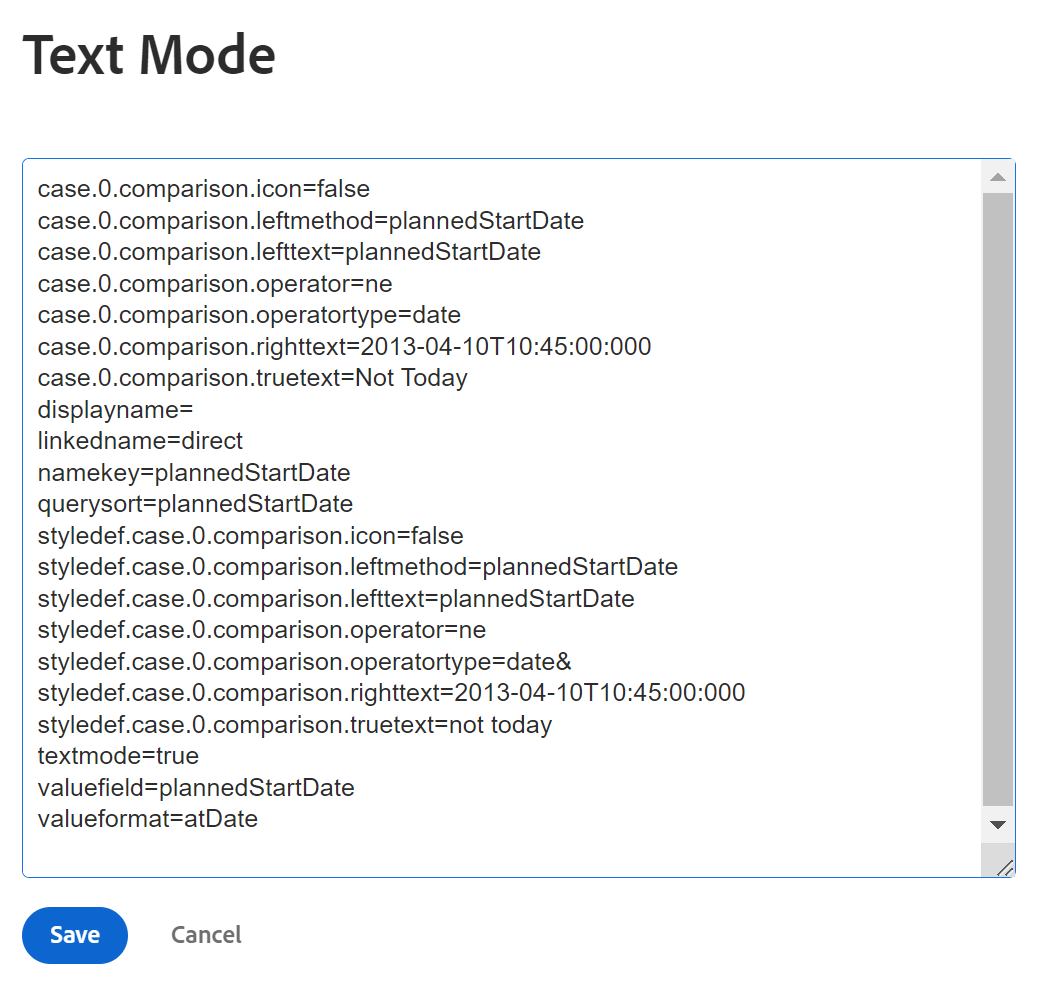 Text Mode
case.0.comparison.icon=false
case.0.comparison.leftmethod=plannedStartDate
case.0.comparison.lefttext=plannedStartDate
case.0.comparison.operator=ne
case.0.comparison.operatortype=date
case.0.comparison.righttext=2013-04-10T10:45:00:000
case.0.comparison.truetext=Not Today
displayname=
linkedname=direct
namekey=plannedStartDate
querysort=plannedStartDate
styledef.case.0.comparison.icon=false
styledef.case.0.comparison.leftmethod=plannedStartDate
styledef.case.0.comparison.lefttext=plannedStartDate
styledef.case.0.comparison.operator=ne
styledef.case.0.comparison.operatortype=date&
styledef.case.0.comparison.righttext=2013-04-10T10:45:00:000
styledef.case.0.comparison.truetext=not today
textmode=true
valuefield=plannedStartDate
valueformat=atDate
Save Cancel